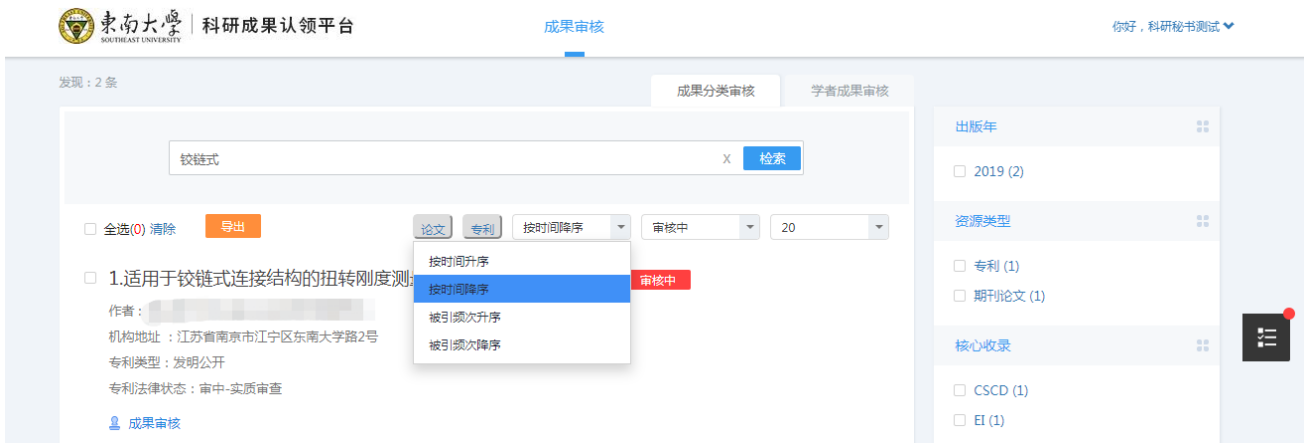 東南大學 SOUTHEAST UNIVERSITY 科研成果认领平台 成果审核 你好，科研秘书测试
发现：2 条
成果分类审核 学者成果审核
铰链式 X 检索
全选(0) 清除 导出 论文 专利 按时间降序 审核中 20
按时间升序
按时间降序
被引频次升序
被引频次降序
1.适用于铰链式连接结构的扭转刚度测 审核中
作者：
机构地址 ：江苏省南京市江宁区东南大学路2号
专利类型：发明公开
专利法律状态：审中-实质审查
成果审核
出版年
2019 (2)
资源类型
专利 (1)
期刊论文 (1)
核心收录
CSCD (1)
EI (1)